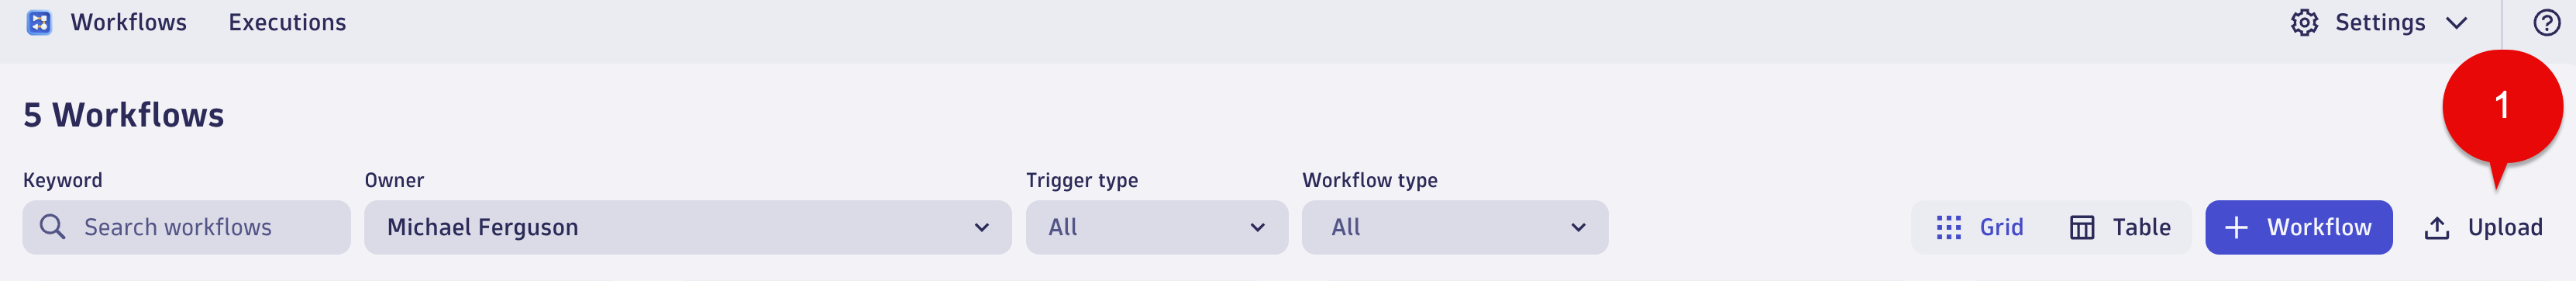 Workflows Executions Settings
5 Workflows
1
Keyword Owner Trigger type Workflow type
Search workflows Michael Ferguson All All Grid Table Workflow Upload